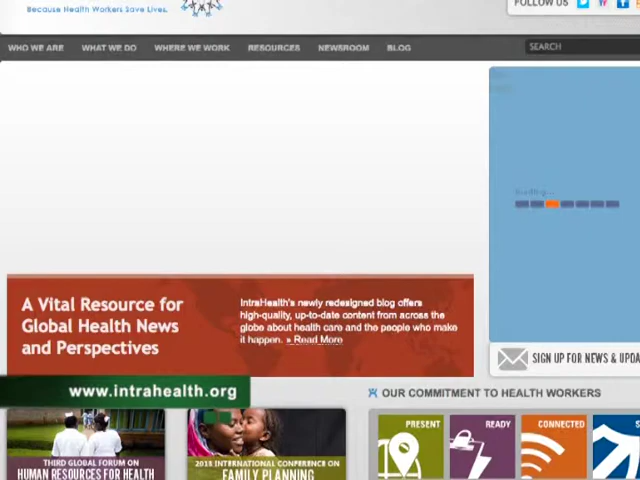 Because Health Workers Save Lives.
FOLLOW US
WHO WE ARE WHAT WE DO WHERE WE WORK RESOURCES NEWSROOM BLOG
SEARCH
A Vital Resource for
Global Health News
and Perspectives
IntraHealth's newly redesigned blog offers
high-quality, up-to-date content from across the
globe about health care and the people who make
it happen. » Read More
SIGN UP FOR NEWS & UPDA
www.intrahealth.org
OUR COMMITMENT TO HEALTH WORKERS
THIRD GLOBAL FORUM ON
HUMAN RESOURCES FOR HEALTH
INTERNATIONAL CONFERENCE ON
FAMILY PLANNING
PRESENT
READY
CONNECTED
S